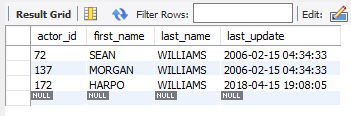 Result Grid Filter Rows: Edit:
actor_id first_name last_name last_update
72 SEAN WILLIAMS 2006-02-15 04:34:33
137 MORGAN WILLIAMS 2006-02-15 04:34:33
172 HARPO WILLIAMS 2018-04-15 19:08:05
NULL NULL NULL NULL